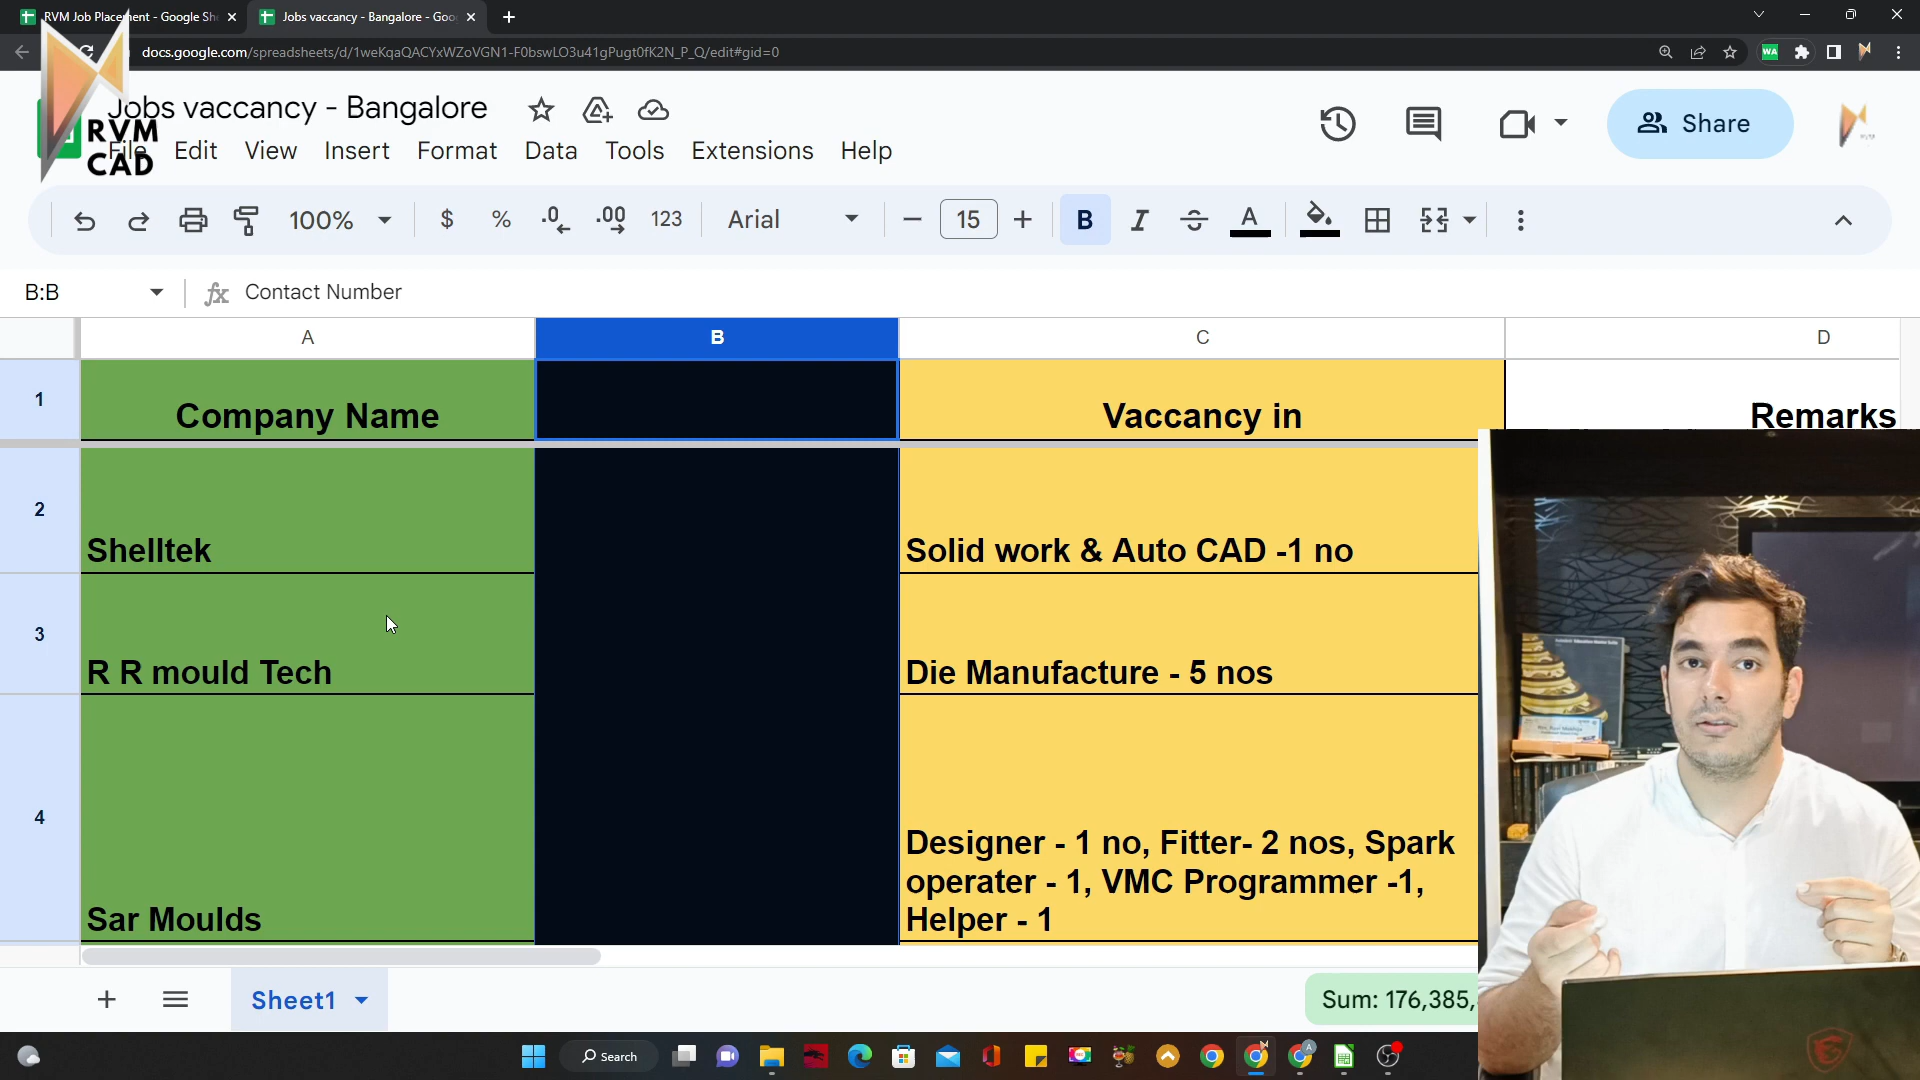 RVM Job Placement - Google Sh
Jobs vaccancy - Bangalore - Goo
docs.google.com/spreadsheets/d/1weKqaQACYxWZoVGN1-F0bswLO3u41gPugt0fK2N_P_Q/edit#gid=0
WA
Jobs vaccancy - Bangalore
RVM
CAD
File Edit View Insert Format Data Tools Extensions Help
Share
100% $ % .0 .00 123 Arial 15 B I S A
B:B fx Contact Number
A B C D
1 Company Name Vaccancy in Remarks
2 Shelltek Solid work & Auto CAD -1 no
3 R R mould Tech Die Manufacture - 5 nos
4 Sar Moulds Designer - 1 no, Fitter- 2 nos, Spark
operater - 1, VMC Programmer -1,
Helper - 1
Sheet1
Sum: 176,385,
Search